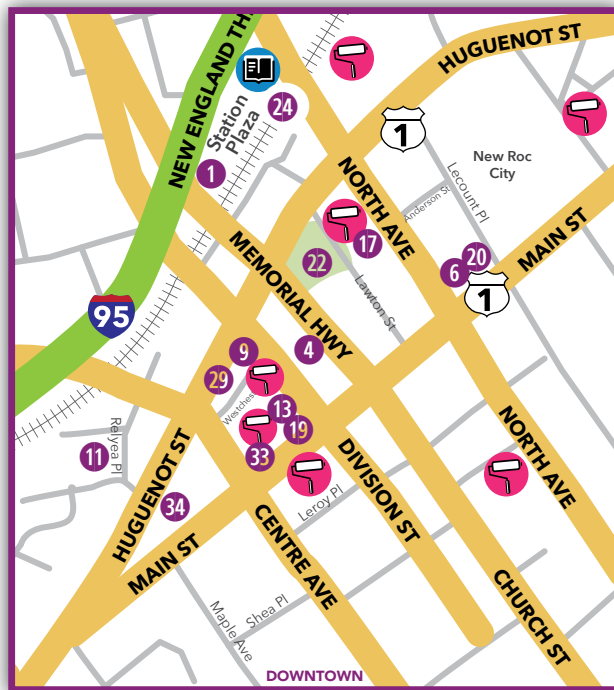 HUGUENOT ST
NEW ENGLAND TH
Station
Plaza
24
1
1
New Roc
City
NORTH AVE
Lecount Pl
Anderson St
MAIN ST
17
22
MEMORIAL HWY
Lawton St
20
6
1
95
9
4
29
Westches
13
19
33
11
Relyea Pl
HUGUENOT ST
34
MAIN ST
DIVISION ST
NORTH AVE
Leroy Pl
CENTRE AVE
CHURCH ST
Shea Pl
Maple Ave
DOWNTOWN